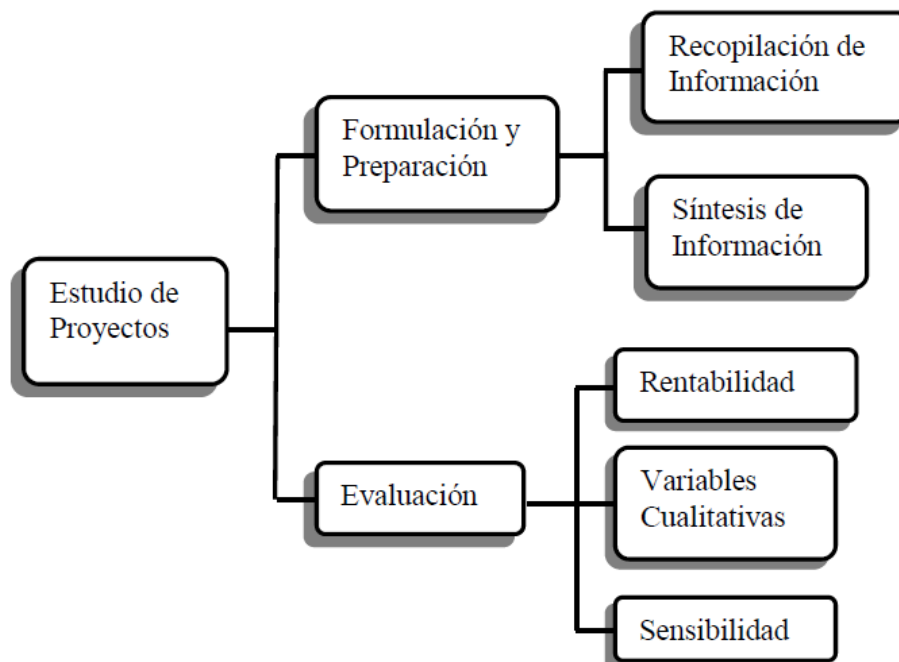 Recopilación de
Información
Formulación y
Preparación
Síntesis de
Información
Estudio de
Proyectos
Rentabilidad
Evaluación
Variables
Cualitativas
Sensibilidad